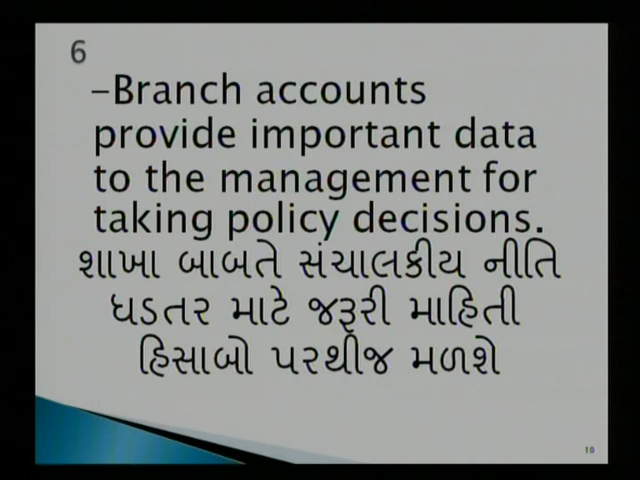 6
–Branch accounts
provide important data
to the management for
taking policy decisions.
શાખા બાબતે સંચાલકીય નીતિ
ઘડતર માટે જરૂરી માહિતી
હિસાબો પરથીજ મળશે
10